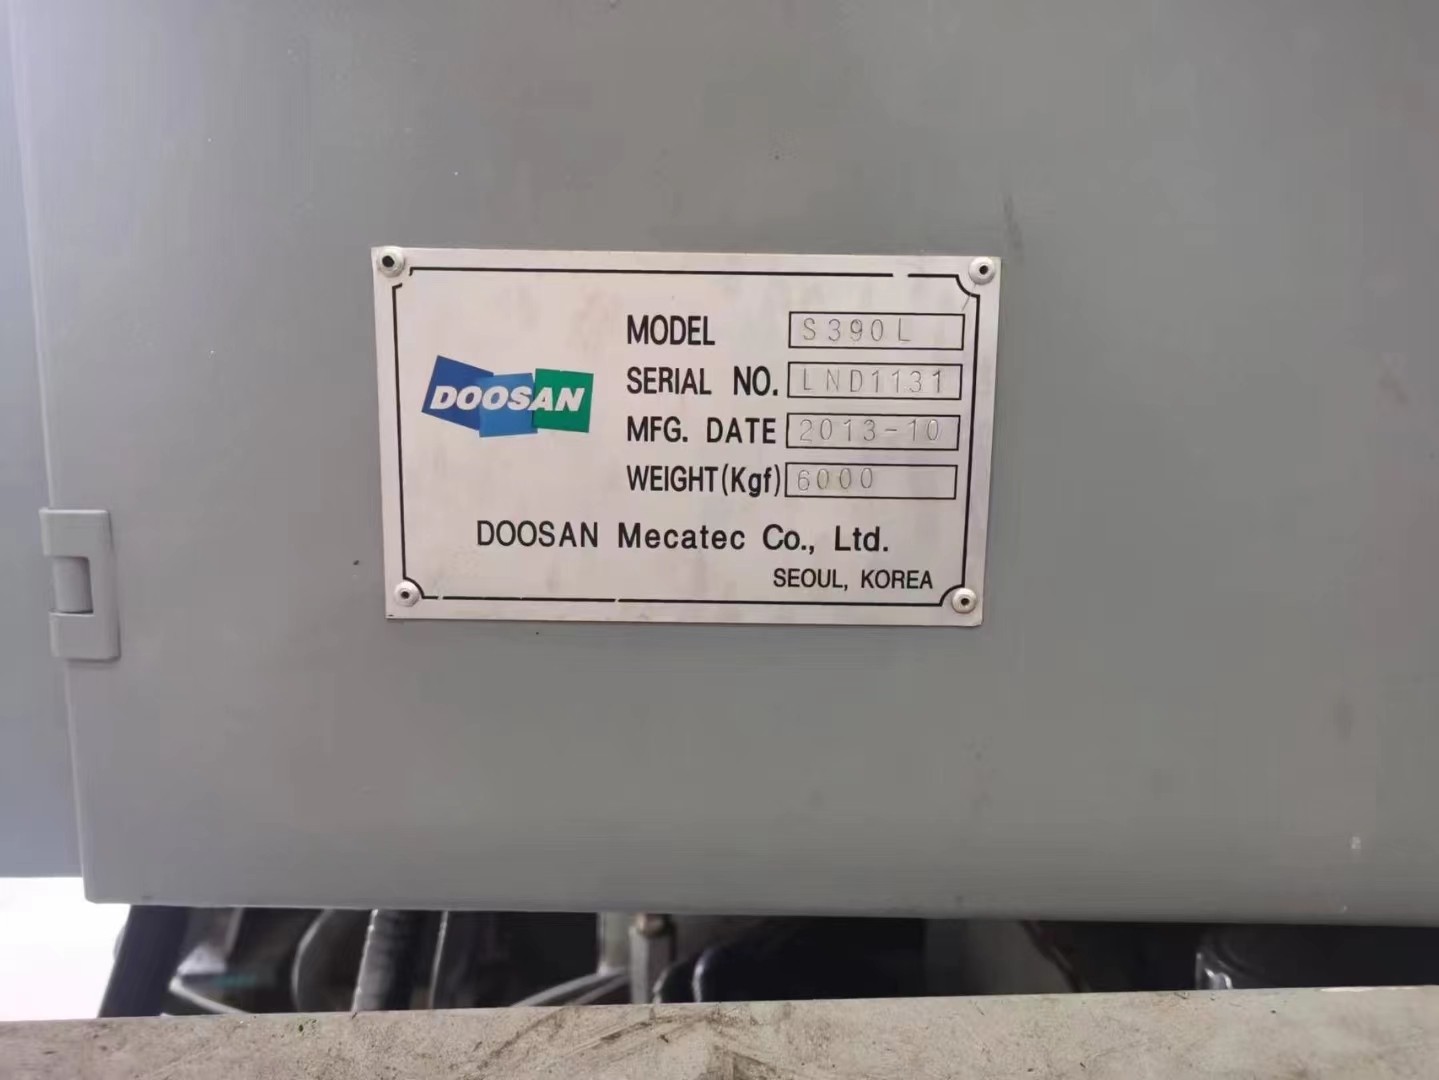 DOOSAN
MODEL S390L
SERIAL NO. LND1131
MFG. DATE 2013-10
WEIGHT(Kgf) 6000
DOOSAN Mecatec Co., Ltd.
SEOUL, KOREA